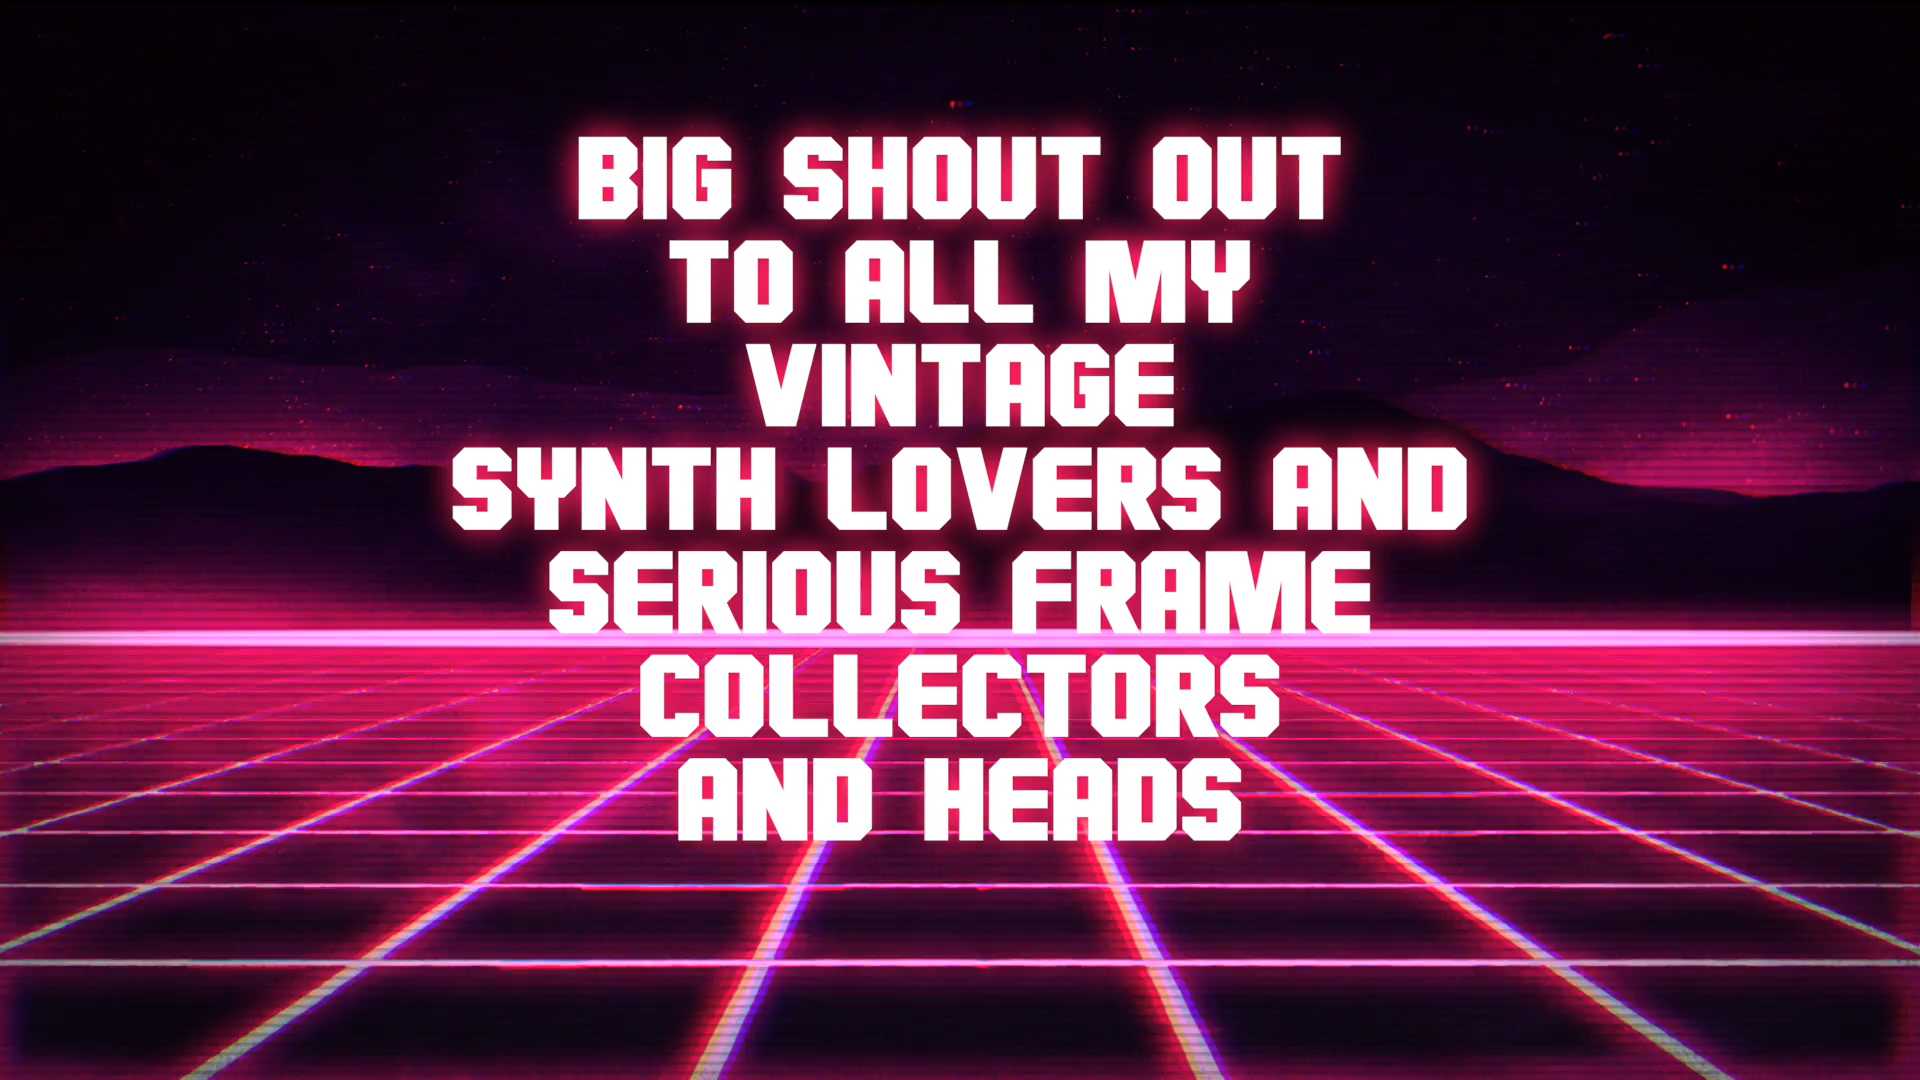 BIG SHOUT OUT
TO ALL MY
VINTAGE
SYNTH LOVERS AND
SERIOUS FRAME
COLLECTORS
AND HEADS